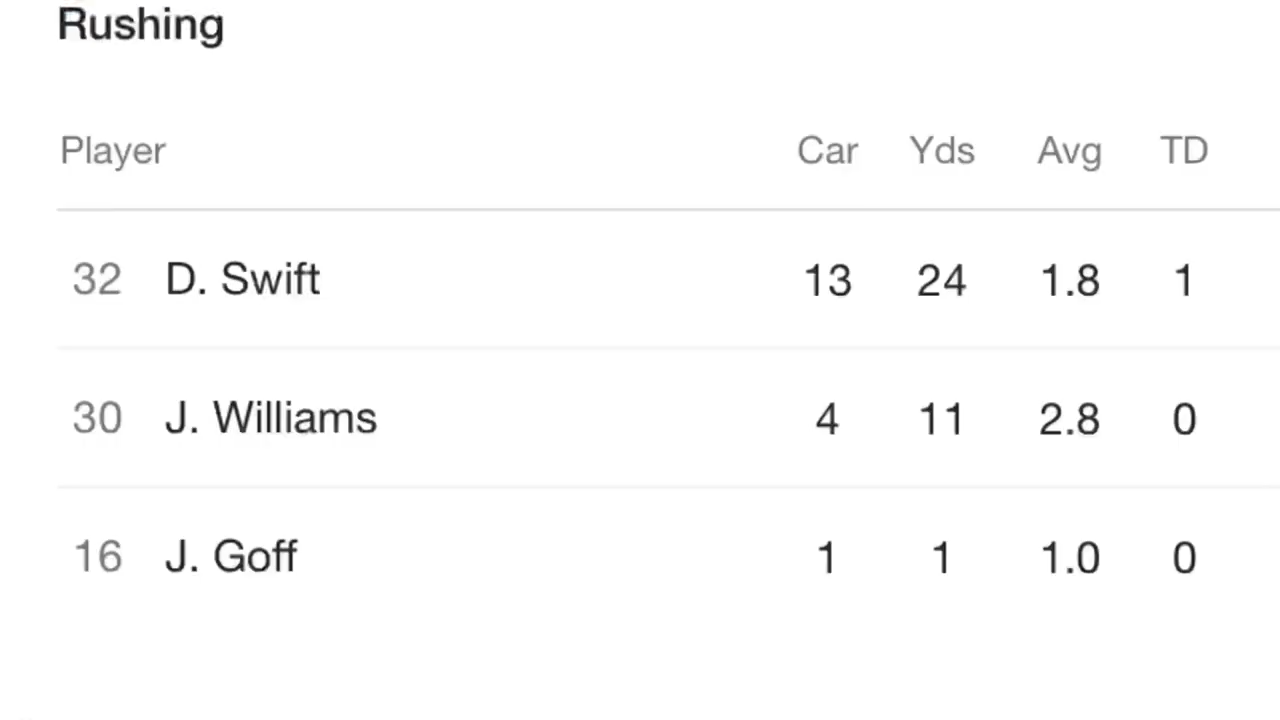 Rushing
Player Car Yds Avg TD
32 D. Swift 13 24 1.8 1
30 J. Williams 4 11 2.8 0
16 J. Goff 1 1 1.0 0